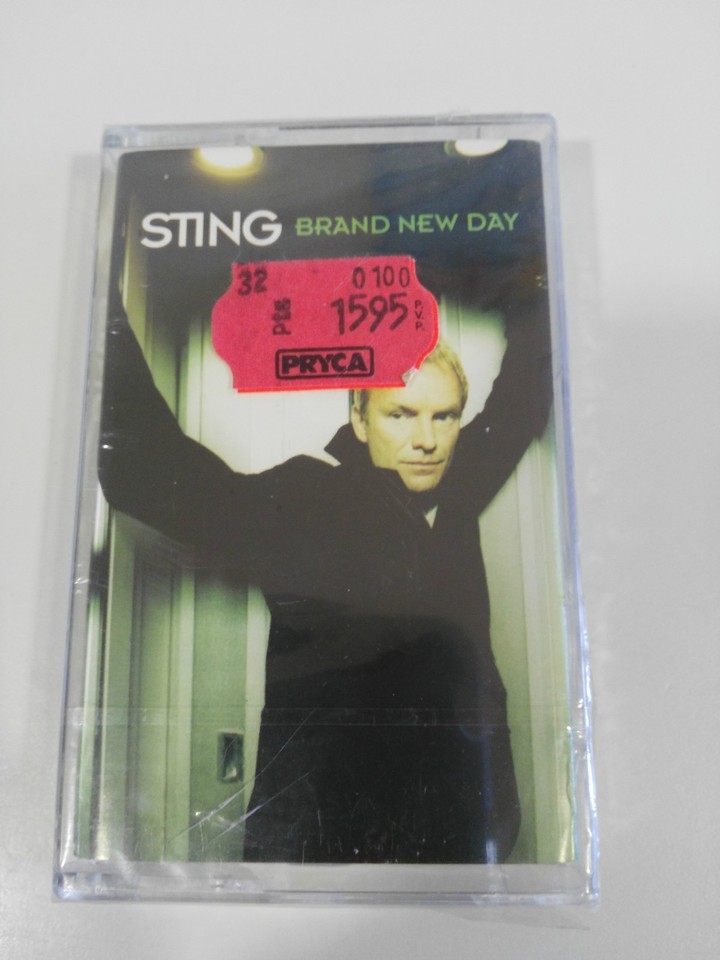 STING BRAND NEW DAY
32 0100
Pts 1595 P.V.P.
PRYCA